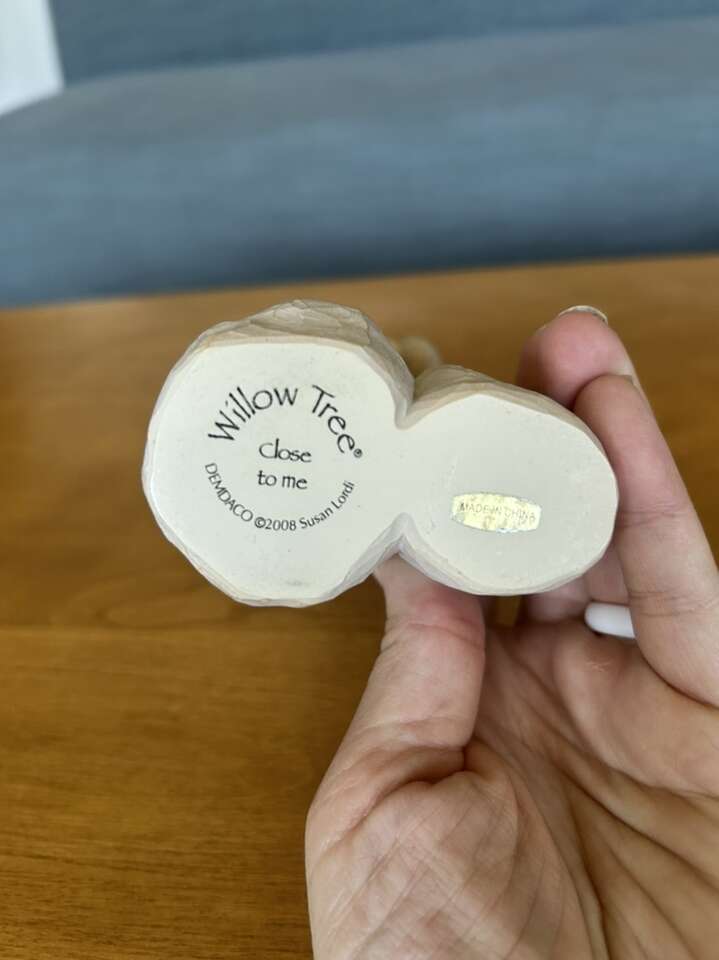 Willow Tree®
Close
to me
DEMDACO ©2008 Susan Lordi
MADE IN CHINA